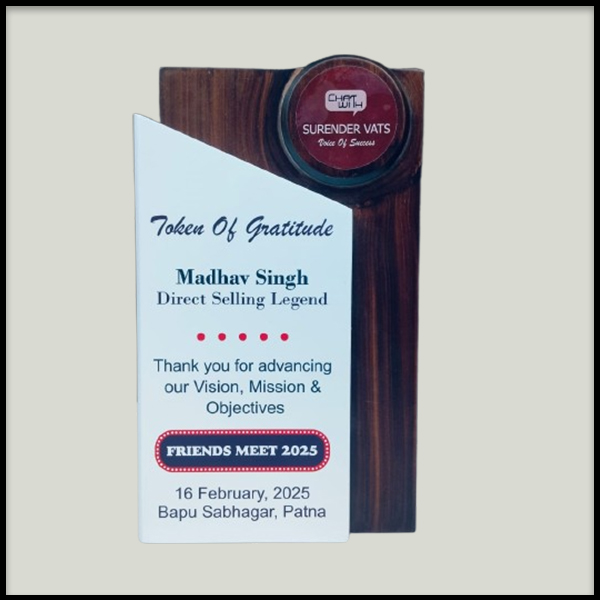 CHAT
WITH
SURENDER VATS
Voice Of Success
Token Of Gratitude
Madhav Singh
Direct Selling Legend
Thank you for advancing
our Vision, Mission &
Objectives
FRIENDS MEET 2025
16 February, 2025
Bapu Sabhagar, Patna